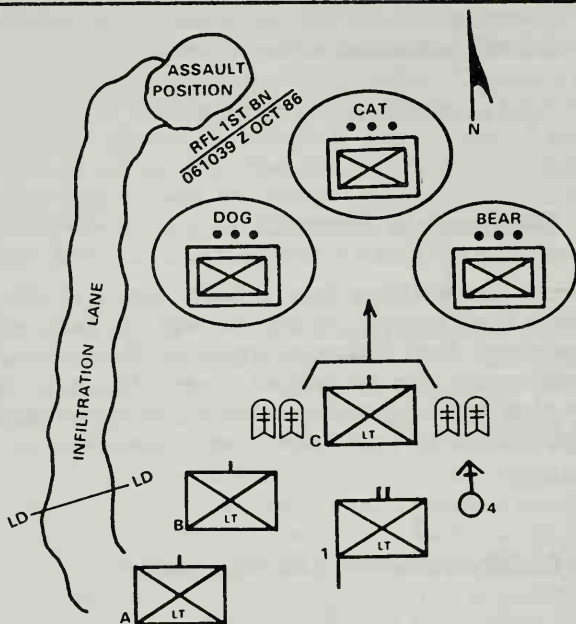 ASSAULT
POSITION
RFL 1ST BN
061039 Z OCT 86
CAT
N
DOG
BEAR
INFILTRATION LANE
LD
LD
C
LT
B
LT
1
LT
4
A
LT